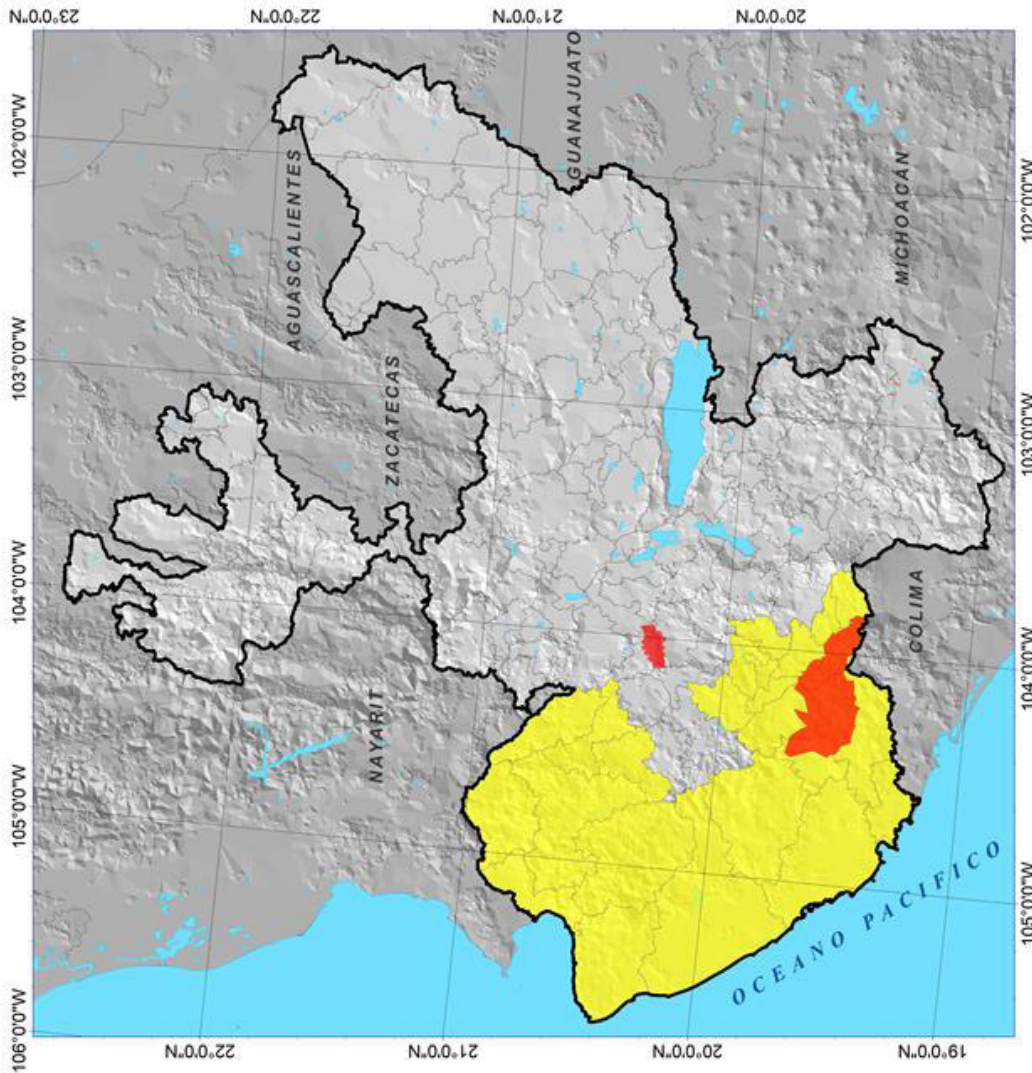 23°0'0"N
22°0'0"N
21°0'0"N
20°0'0"N
102°0'0"W
103°0'0"W
104°0'0"W
105°0'0"W
106°0'0"W
AGUASCALIENTES
GUANAJUATO
ZACATECAS
MICHOACAN
NAYARIT
COLIMA
OCEANO PACIFICO
102°0'0"W
103°0'0"W
104°0'0"W
105°0'0"W
22°0'0"N
21°0'0"N
20°0'0"N
19°0'0"N